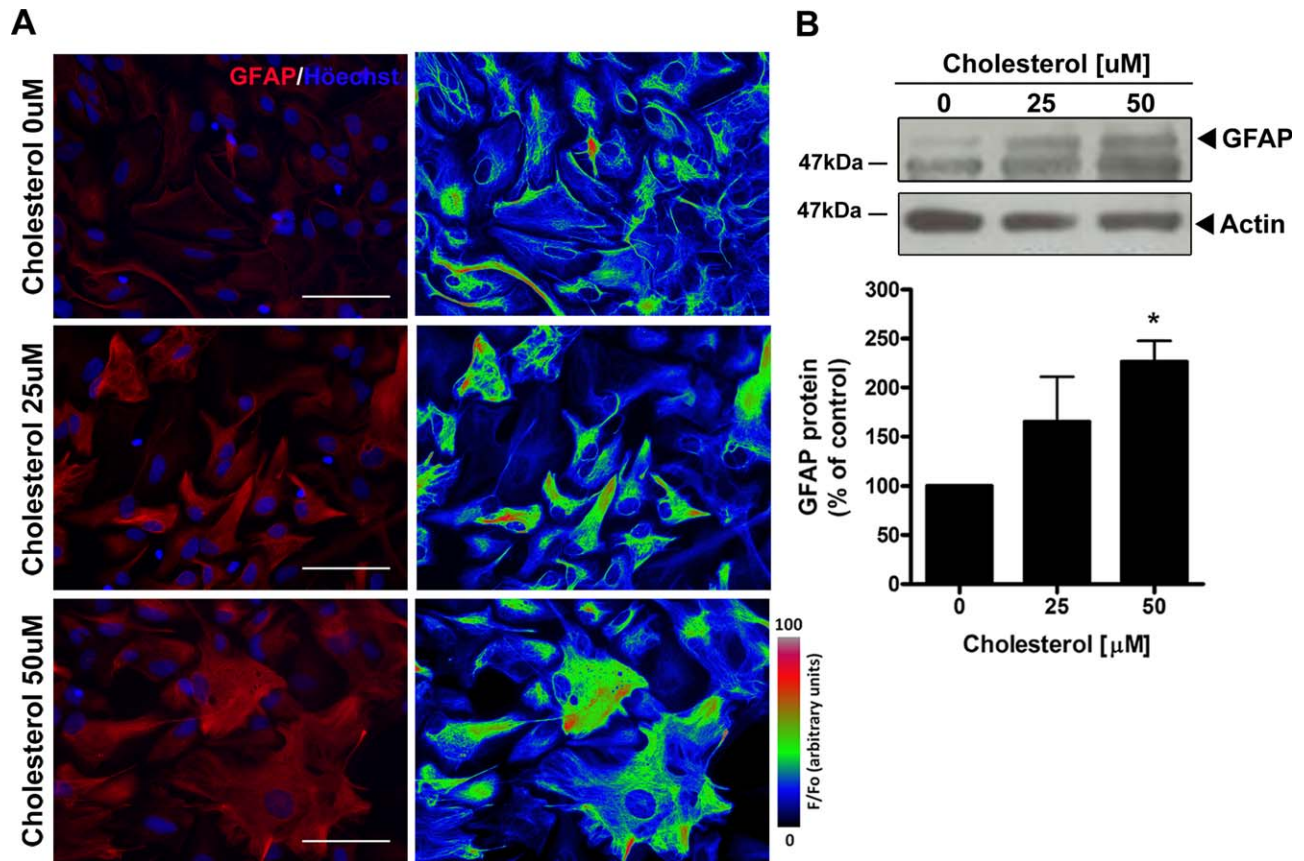 A
Cholesterol 0uM
GFAP/Höechst
Cholesterol 25uM
Cholesterol 50uM
100
F/Fo (arbitrary units)
0
B
Cholesterol [uM]
0 25 50
GFAP
47kDa
47kDa
Actin
300
250
200
150
100
50
0
GFAP protein
(% of control)
*
0 25 50
Cholesterol [μM]